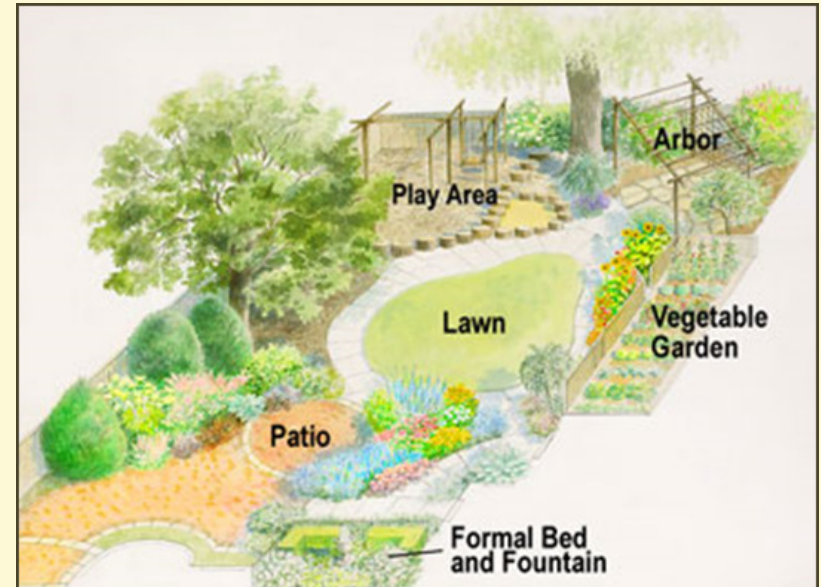 Arbor
Play Area
Lawn
Vegetable
Garden
Patio
Formal Bed
and Fountain